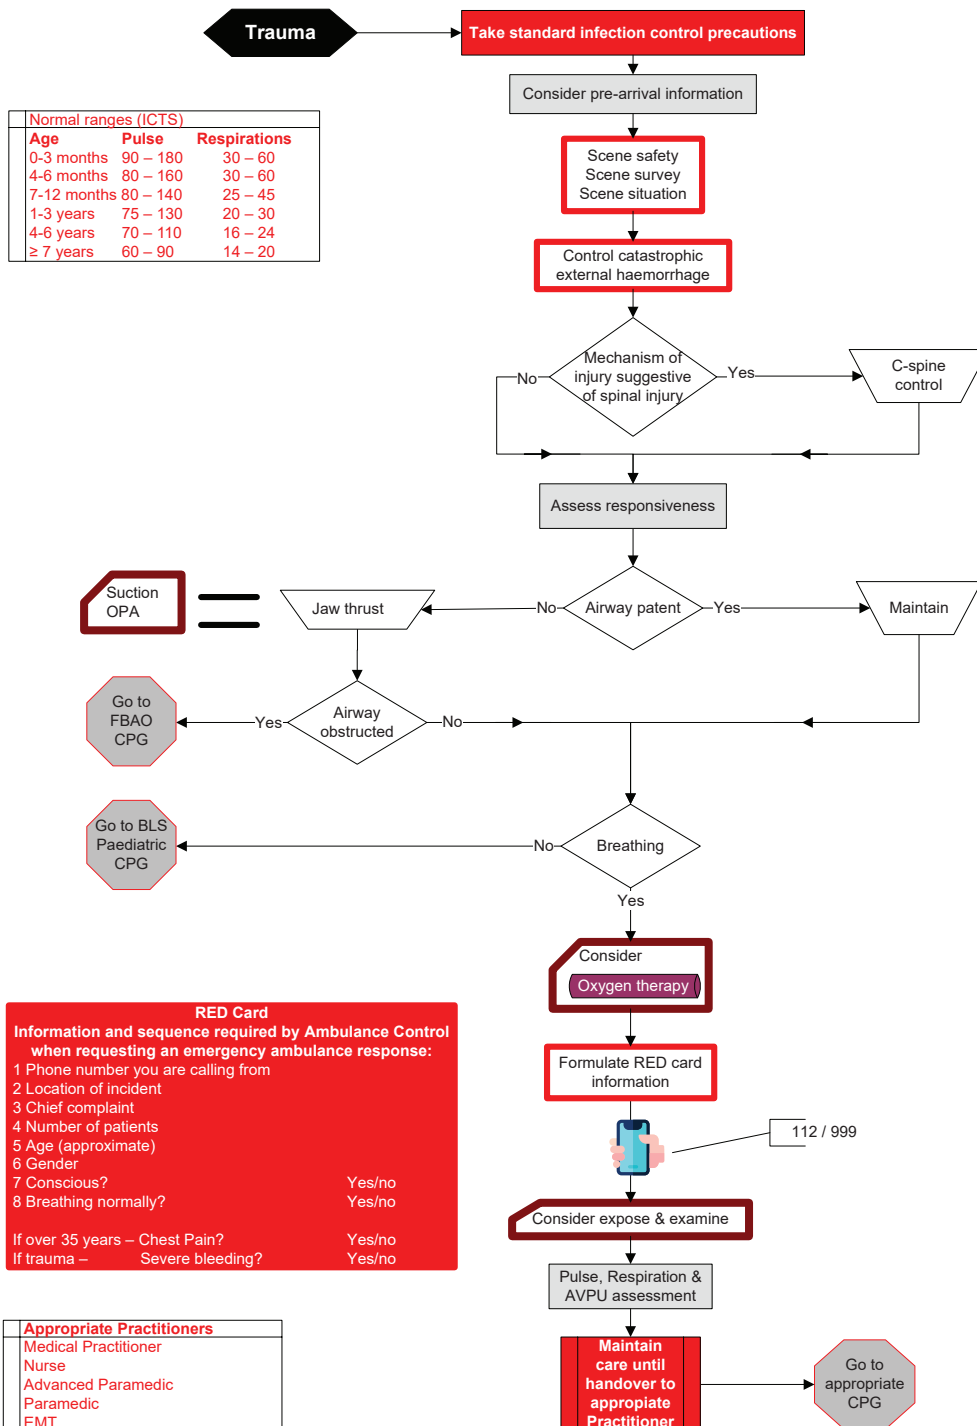 Trauma
Take standard infection control precautions
Consider pre-arrival information
Normal ranges (ICTS)
Age Pulse Respirations
0-3 months 90 – 180 30 – 60
4-6 months 80 – 160 30 – 60
7-12 months 80 – 140 25 – 45
1-3 years 75 – 130 20 – 30
4-6 years 70 – 110 16 – 24
≥ 7 years 60 – 90 14 – 20
Scene safety
Scene survey
Scene situation
Control catastrophic
external haemorrhage
Mechanism of
injury suggestive
of spinal injury
No
Yes
C-spine
control
Assess responsiveness
Suction
OPA
Jaw thrust
No
Airway patent
Yes
Maintain
Go to
FBAO
CPG
Yes
Airway
obstructed
No
Go to BLS
Paediatric
CPG
No
Breathing
Yes
Consider
Oxygen therapy
RED Card
Information and sequence required by Ambulance Control
when requesting an emergency ambulance response:
1 Phone number you are calling from
2 Location of incident
3 Chief complaint
4 Number of patients
5 Age (approximate)
6 Gender
7 Conscious? Yes/no
8 Breathing normally? Yes/no
If over 35 years – Chest Pain? Yes/no
If trauma – Severe bleeding? Yes/no
Formulate RED card
information
112 / 999
Consider expose & examine
Pulse, Respiration &
AVPU assessment
Appropriate Practitioners
Medical Practitioner
Nurse
Advanced Paramedic
Paramedic
EMT
Maintain
care until
handover to
appropiate
Practitioner
Go to
appropriate
CPG